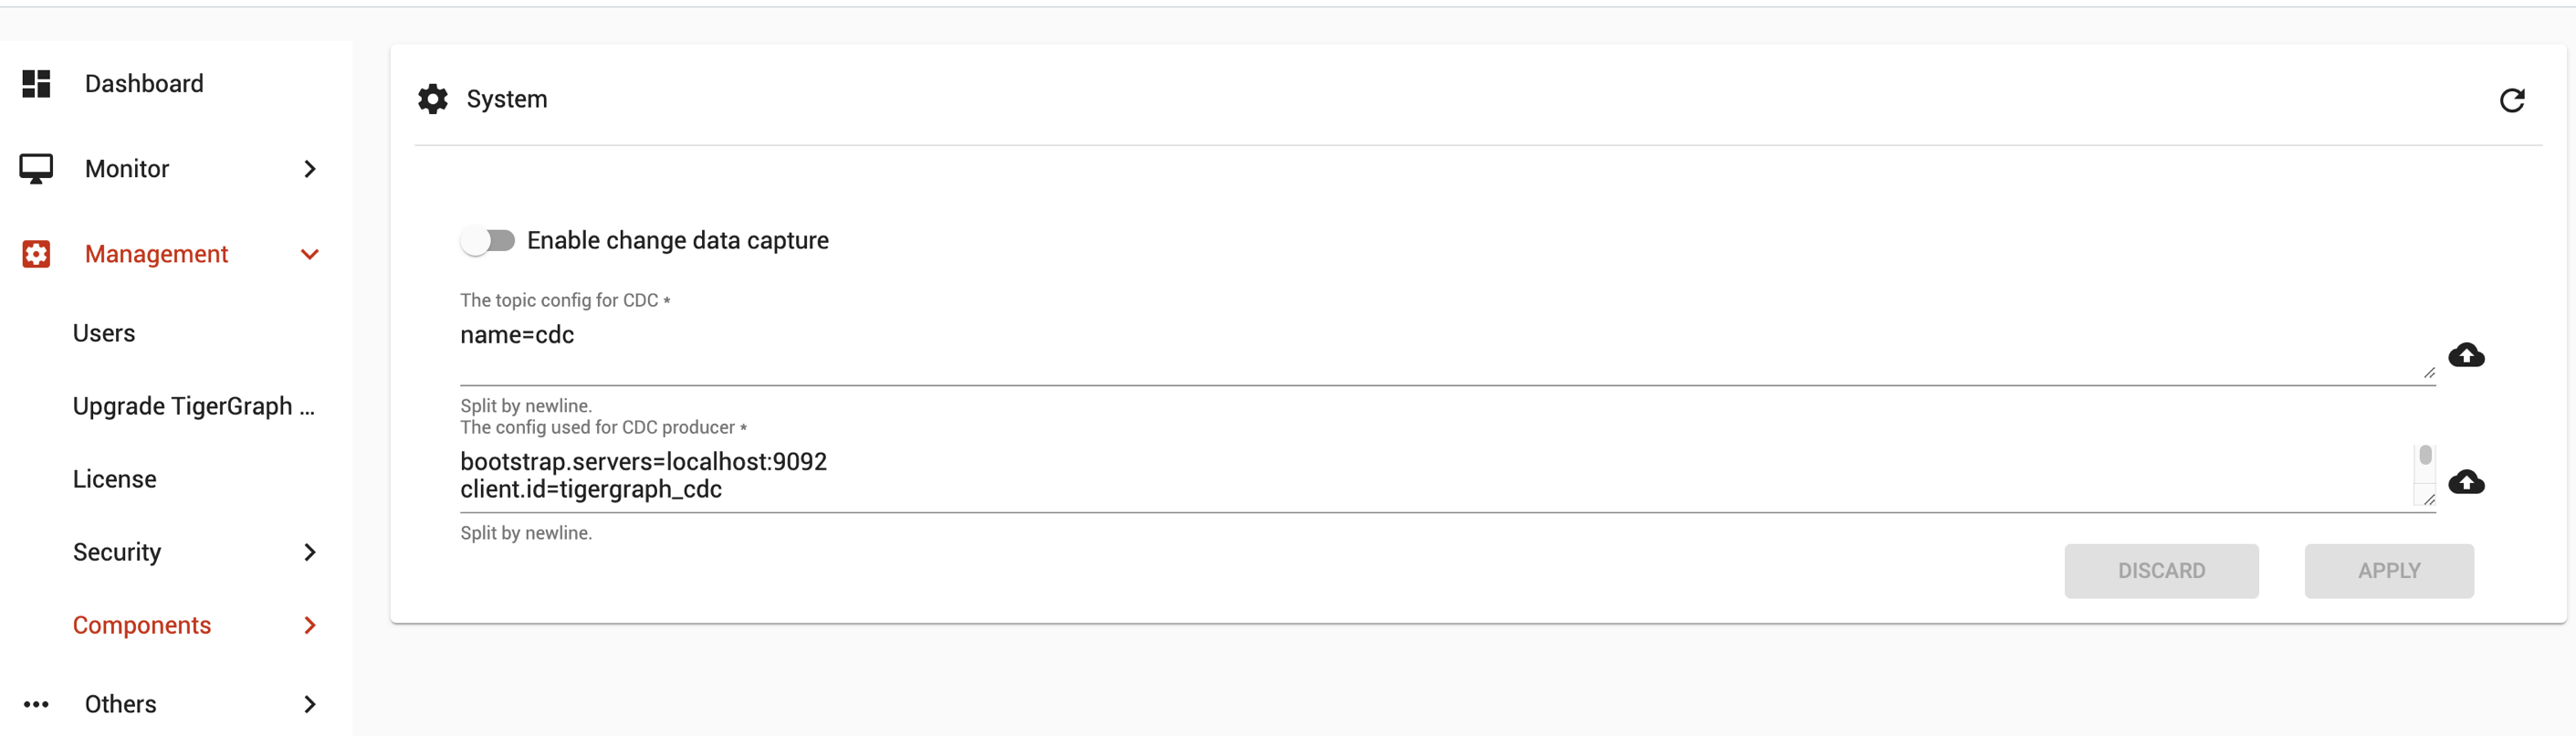 Dashboard
Monitor
Management
Users
Upgrade TigerGraph ...
License
Security
Components
Others
System
Enable change data capture
The topic config for CDC *
name=cdc
Split by newline.
The config used for CDC producer *
bootstrap.servers=localhost:9092
client.id=tigergraph_cdc
Split by newline.
DISCARD
APPLY